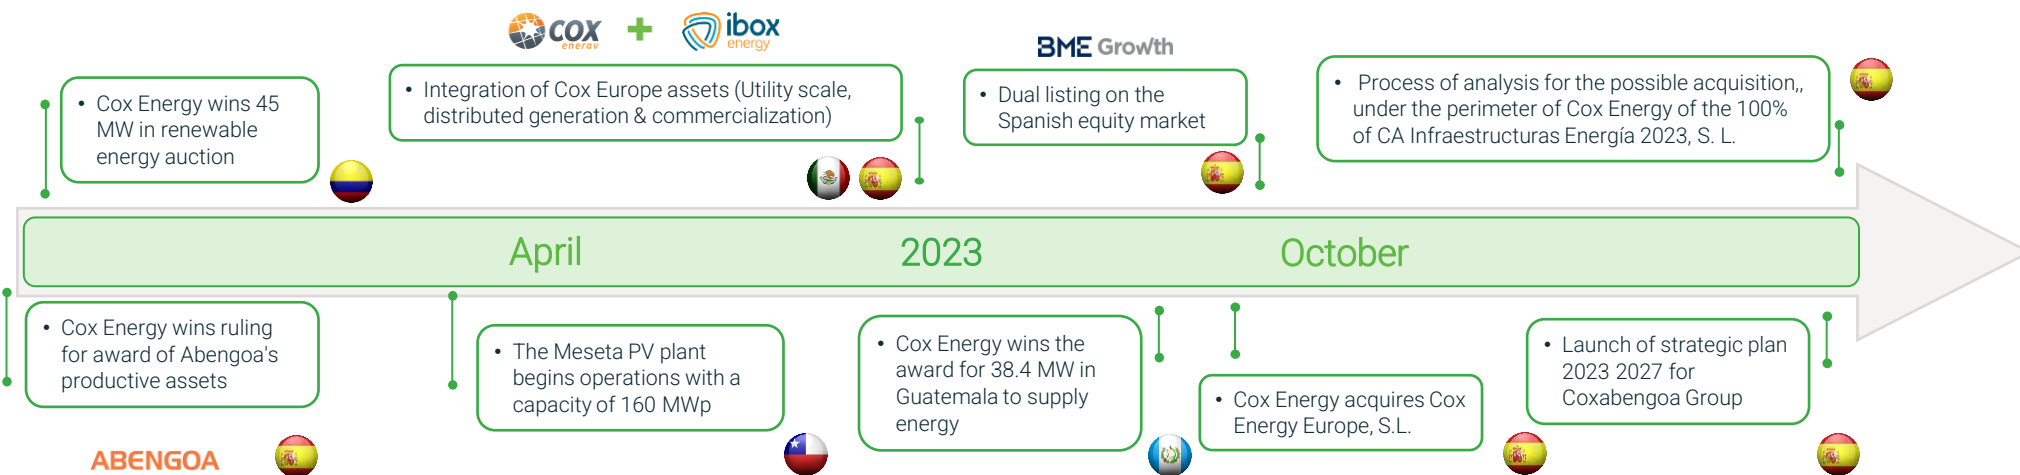 cox
energy
ibox
energy
BME Growth
• Cox Energy wins 45
MW in renewable
energy auction
• Integration of Cox Europe assets (Utility scale,
distributed generation & commercialization)
• Dual listing on the
Spanish equity market
• Process of analysis for the possible acquisition,,
under the perimeter of Cox Energy of the 100%
of CA Infraestructuras Energía 2023, S. L.
April
2023
October
• Cox Energy wins ruling
for award of Abengoa's
productive assets
• The Meseta PV plant
begins operations with a
capacity of 160 MWp
• Cox Energy wins the
award for 38.4 MW in
Guatemala to supply
energy
• Cox Energy acquires Cox
Energy Europe, S.L.
• Launch of strategic plan
2023 2027 for
Coxabengoa Group
ABENGOA